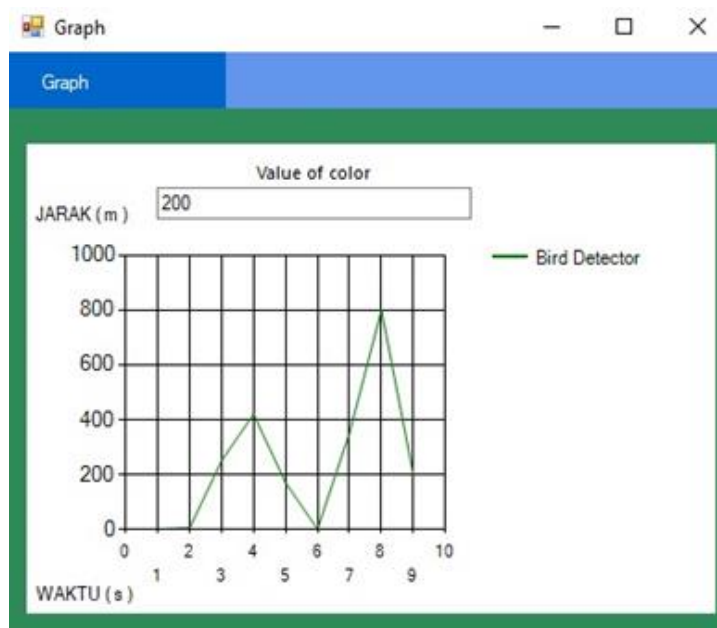 Graph
Graph
Value of color
200
JARAK ( m )
Bird Detector
1000
800
600
400
200
0
0 2 4 6 8 10
1 3 5 7 9
WAKTU ( s )